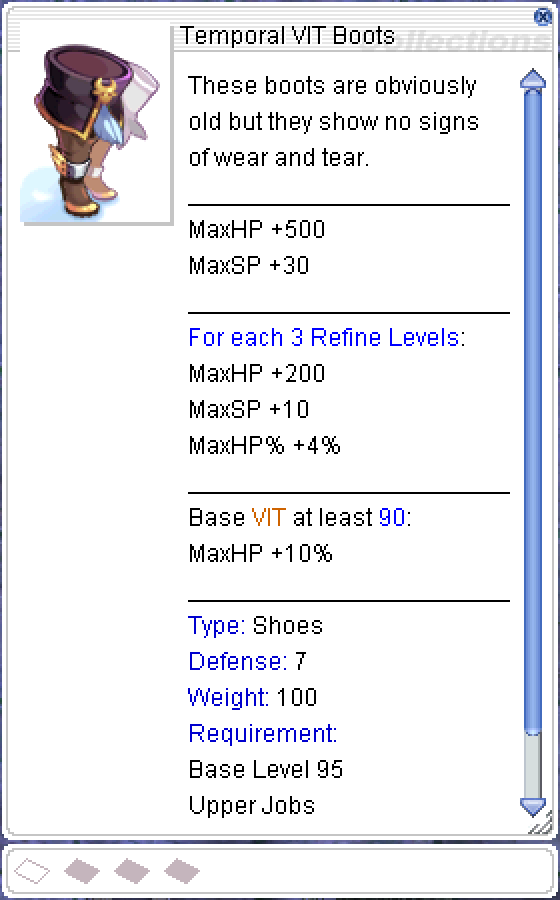 Temporal VIT Boots
collections
These boots are obviously
old but they show no signs
of wear and tear.
MaxHP +500
MaxSP +30
For each 3 Refine Levels:
MaxHP +200
MaxSP +10
MaxHP% +4%
Base VIT at least 90:
MaxHP +10%
Type: Shoes
Defense: 7
Weight: 100
Requirement:
Base Level 95
Upper Jobs